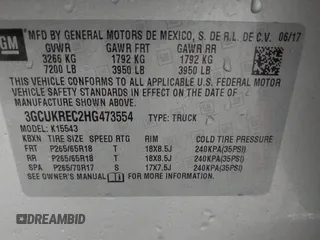 GM
MFD BY GENERAL MOTORS DE MEXICO, S. DE R.L. DE C.V. 06/17
GVWR GAWR FRT GAWR RR
3266 KG 1792 KG 1792 KG
7200 LB 3950 LB 3950 LB
THIS VEHICLE CONFORMS TO ALL APPLICABLE U.S. FEDERAL MOTOR
VEHICLE SAFETY STANDARDS IN EFFECT ON THE DATE OF
MANUFACTURE SHOWN ABOVE.
3GCUKREC2HG473554 TYPE: TRUCK
MODEL: K15543
KBXN TIRE SIZE SPEED RTG RIM COLD TIRE PRESSURE
FRT P265/65R18 T 18X8.5J 240KPA(35PSI)
RR P265/65R18 T 18X8.5J 240KPA(35PSI)
SPA P265/70R17 T 17X7.5J 240KPA(35PSI)
SEE OWNER'S MANUAL FOR ADDITIONAL INFORMATION.
OTOFAX